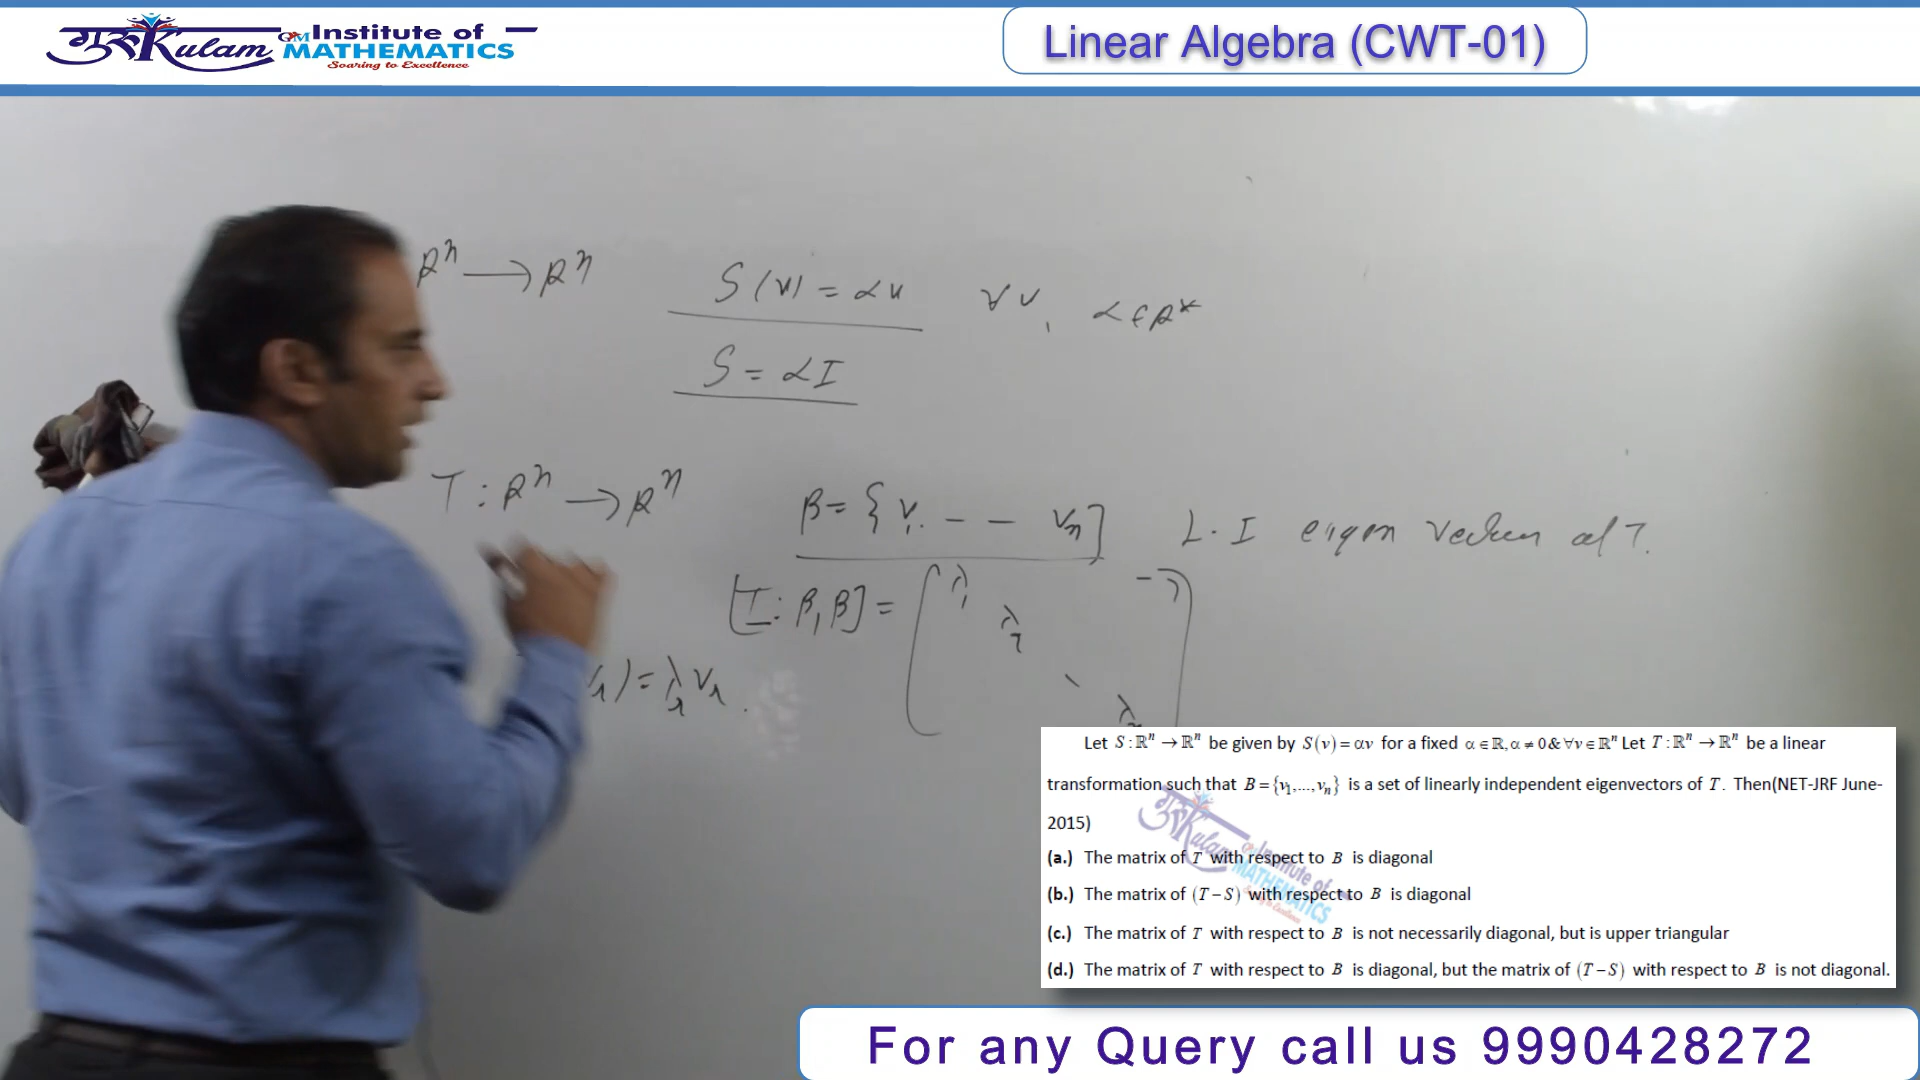 गुरुKulam
GIM Institute of
MATHEMATICS
Soaring to Excellence
Linear Algebra (CWT-01)
Rⁿ → Rⁿ S(v) = αv ∀ v, α ∈ R*
S = αI
T : Rⁿ → Rⁿ β = { v₁ - - vₙ } L.I eigen vectors of T.
[T: β, β] = λ₁
λ₂
) = λ v
Let S : ℝⁿ → ℝⁿ be given by S(v) = αv for a fixed α ∈ ℝ, α ≠ 0 & ∀v ∈ ℝⁿ Let T : ℝⁿ → ℝⁿ be a linear
transformation such that B = {v₁,...,vₙ} is a set of linearly independent eigenvectors of T. Then(NET-JRF June-
2015)
(a.) The matrix of T with respect to B is diagonal
(b.) The matrix of (T − S) with respect to B is diagonal
(c.) The matrix of T with respect to B is not necessarily diagonal, but is upper triangular
(d.) The matrix of T with respect to B is diagonal, but the matrix of (T − S) with respect to B is not diagonal.
For any Query call us 9990428272